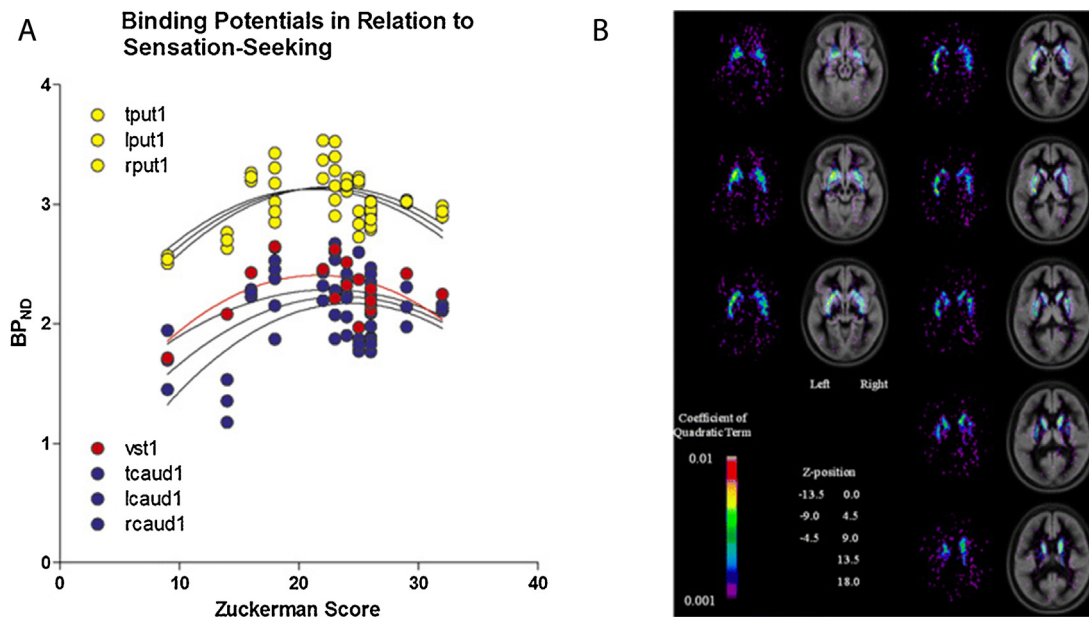 A
Binding Potentials in Relation to
Sensation-Seeking
4
3
2
1
0
BPND
tput1
lput1
rput1
vst1
tcaud1
lcaud1
rcaud1
0 10 20 30 40
Zuckerman Score
B
Left Right
Coefficient of
Quadratic Term
0.01
0.001
Z-position
-13.5 0.0
-9.0 4.5
-4.5 9.0
13.5
18.0